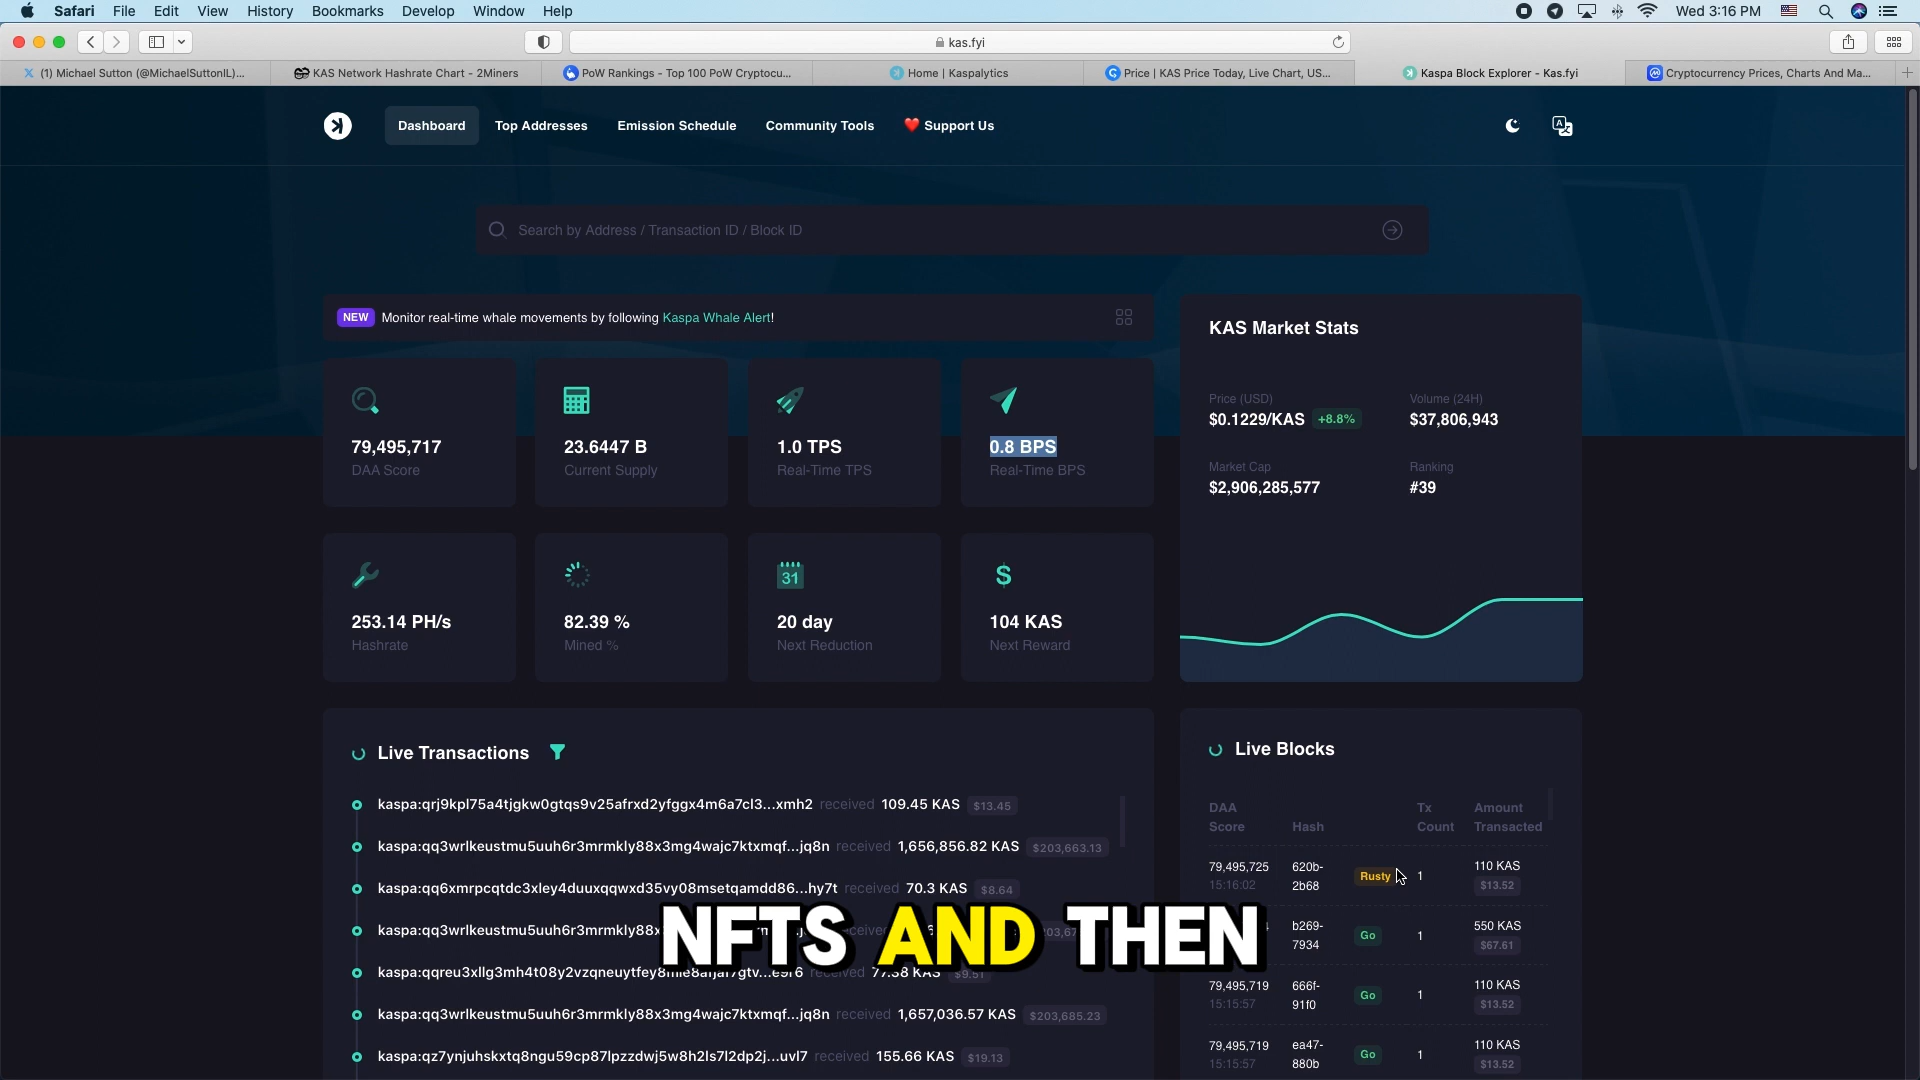 Safari File Edit View History Bookmarks Develop Window Help Wed 3:16 PM
kas.fyi
(1) Michael Sutton (@MichaelSuttonIL)... KAS Network Hashrate Chart - 2Miners PoW Rankings - Top 100 PoW Cryptocu... Home | Kaspalytics Price | KAS Price Today, Live Chart, US... Kaspa Block Explorer - Kas.fyi Cryptocurrency Prices, Charts And Ma...
Dashboard Top Addresses Emission Schedule Community Tools ❤️ Support Us
Search by Address / Transaction ID / Block ID
NEW Monitor real-time whale movements by following Kaspa Whale Alert!
79,495,717
DAA Score
23.6447 B
Current Supply
1.0 TPS
Real-Time TPS
0.8 BPS
Real-Time BPS
253.14 PH/s
Hashrate
82.39 %
Mined %
31
20 day
Next Reduction
104 KAS
Next Reward
KAS Market Stats
Price (USD) Volume (24H)
$0.1229/KAS +8.8% $37,806,943
Market Cap Ranking
$2,906,285,577 #39
Live Transactions
kaspa:qrj9kpl75a4tjgkw0gtqs9v25afrxd2yfggx4m6a7cl3...xmh2 received 109.45 KAS $13.45
kaspa:qq3wrlkeustmu5uuh6r3mrmkly88x3mg4wajc7ktxmqf...jq8n received 1,656,856.82 KAS $203,663.13
kaspa:qq6xmrpcqtdc3xley4duuxqqwxd35vy08msetqamdd86...hy7t received 70.3 KAS $8.64
NFTS AND THEN
received 77.38 KAS $9.51
kaspa:qq3wrlkeustmu5uuh6r3mrmkly88x3mg4wajc7ktxmqf...jq8n received 1,657,036.57 KAS $203,685.23
kaspa:qz7ynjuhskxtq8ngu59cp87lpzzdwj5w8h2ls7l2dp2j...uvl7 received 155.66 KAS $19.13
Live Blocks
DAA Score Hash Tx Count Amount Transacted
79,495,725 620b- Rusty 1 110 KAS
15:16:02 2b68 $13.52
b269- Go 1 550 KAS
7934 $67.61
79,495,719 666f- Go 1 110 KAS
15:15:57 91f0 $13.52
79,495,719 ea47- Go 1 110 KAS
15:15:57 880b $13.52